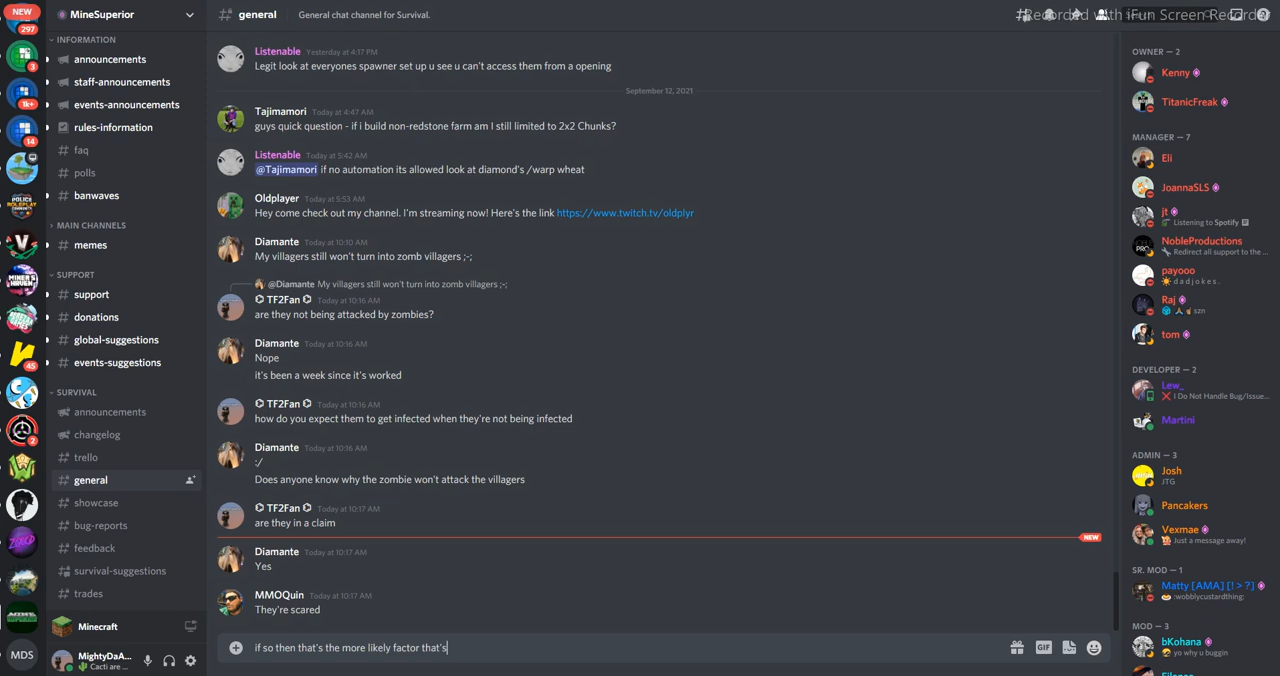 NEW
297
3
1k+
14
45
2
MDS
MineSuperior
INFORMATION
announcements
staff-announcements
events-announcements
rules-information
faq
polls
banwaves
MAIN CHANNELS
memes
SUPPORT
support
donations
global-suggestions
events-suggestions
SURVIVAL
announcements
changelog
trello
general
showcase
bug-reports
feedback
survival-suggestions
trades
Minecraft
MightyDaA...
Cacti are ...
general
General chat channel for Survival.
Recorded with iFun Screen Recorder
Listenable Yesterday at 4:17 PM
Legit look at everyones spawner set up u see u can't access them from a opening
September 12, 2021
Tajimamori Today at 4:47 AM
guys quick question - if i build non-redstone farm am I still limited to 2x2 Chunks?
Listenable Today at 5:42 AM
@Tajimamori if no automation its allowed look at diamond's /warp wheat
Oldplayer Today at 5:53 AM
Hey come check out my channel. I'm streaming now! Here's the link https://www.twitch.tv/oldplyr
Diamante Today at 10:10 AM
My villagers still won't turn into zomb villagers ;-;
@Diamante My villagers still won't turn into zomb villagers ;-;
TF2Fan Today at 10:16 AM
are they not being attacked by zombies?
Diamante Today at 10:16 AM
Nope
it's been a week since it's worked
TF2Fan Today at 10:16 AM
how do you expect them to get infected when they're not being infected
Diamante Today at 10:16 AM
:/
Does anyone know why the zombie won't attack the villagers
TF2Fan Today at 10:17 AM
are they in a claim
NEW
Diamante Today at 10:17 AM
Yes
MMOQuin Today at 10:17 AM
They're scared
if so then that's the more likely factor that's
GIF
OWNER — 2
Kenny
TitanicFreak
MANAGER — 7
Eli
JoannaSLS
jt
Listening to Spotify
NobleProductions
Redirect all support to the ...
payooo
d a d j o k e s .
Raj
szn
tom
DEVELOPER — 2
Lew_
I Do Not Handle Bug/Issue...
Martini
ADMIN — 3
Josh
JTG
Pancakers
Vexmae
Just a message away!
SR. MOD — 1
Matty [AMA] [! > ?]
:wobblycustardthing:
MOD — 3
bKohana
yo why u buggin